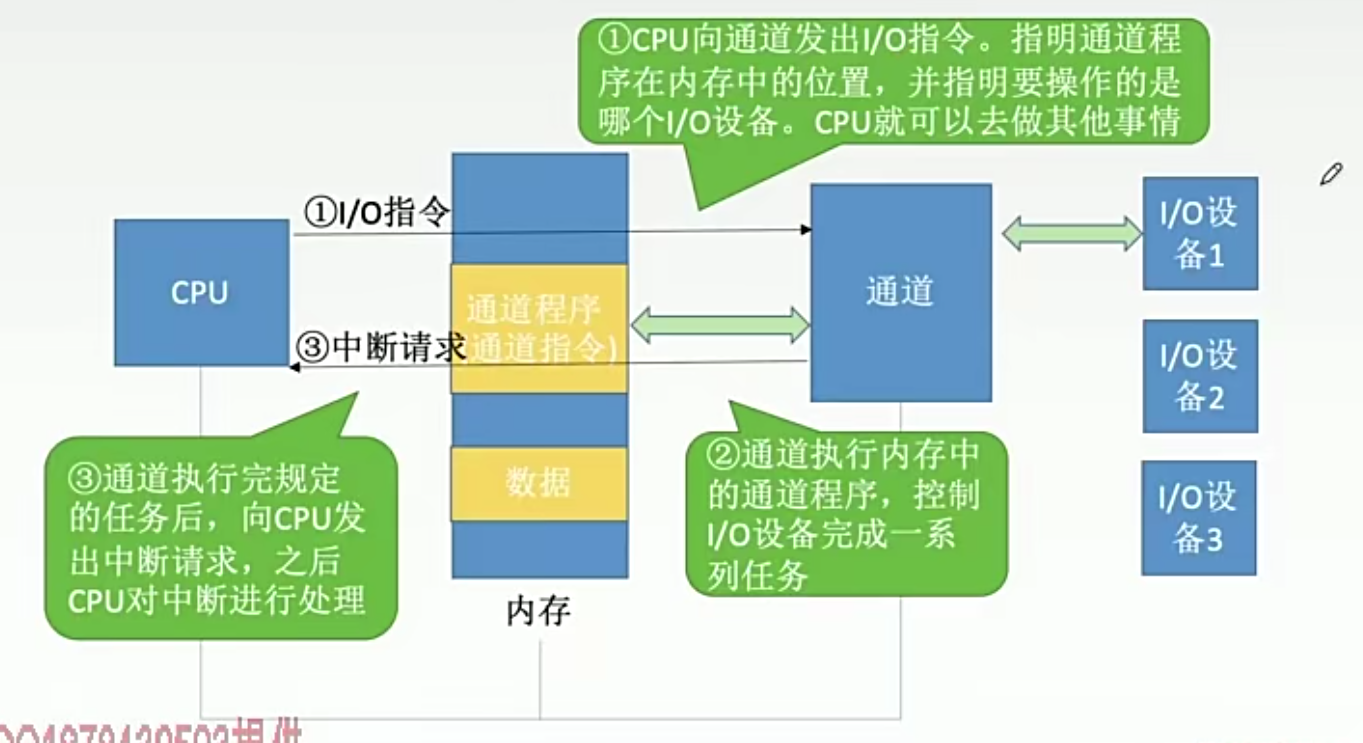 ①CPU向通道发出I/O指令。指明通道程
序在内存中的位置，并指明要操作的是
哪个I/O设备。CPU就可以去做其他事情
①I/O指令
CPU
通道程序
(通道指令)
③中断请求
通道
I/O设
备1
I/O设
备2
I/O设
备3
数据
③通道执行完规定
的任务后，向CPU发
出中断请求，之后
CPU对中断进行处理
②通道执行内存中
的通道程序，控制
I/O设备完成一系
列任务
内存